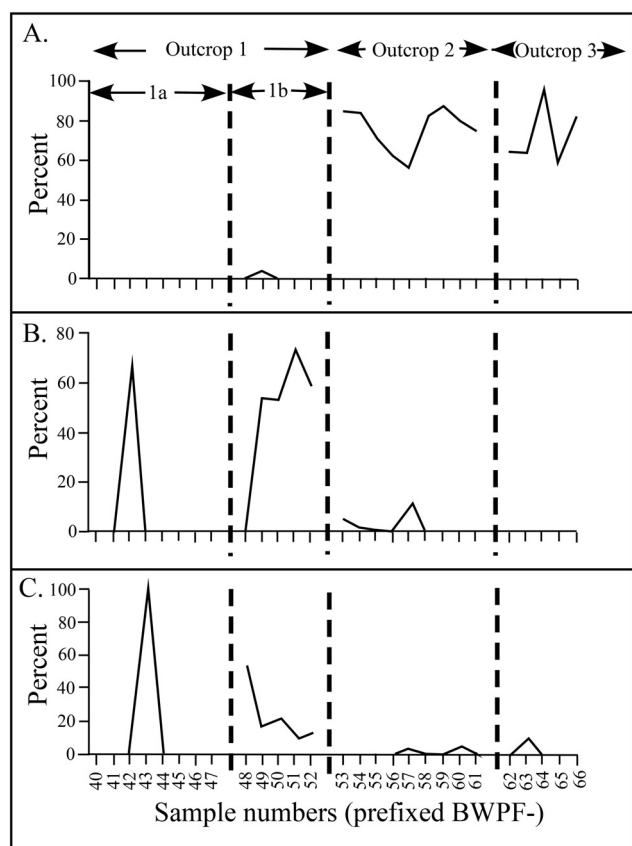 A.
Outcrop 1 Outcrop 2 Outcrop 3
1a 1b
Percent
100
80
60
40
20
0
B.
Percent
80
60
40
20
0
C.
Percent
100
80
60
40
20
0
40 41 42 43 44 45 46 47 48 49 50 51 52 53 54 55 56 57 58 59 60 61 62 63 64 65 66
Sample numbers (prefixed BWPF-)